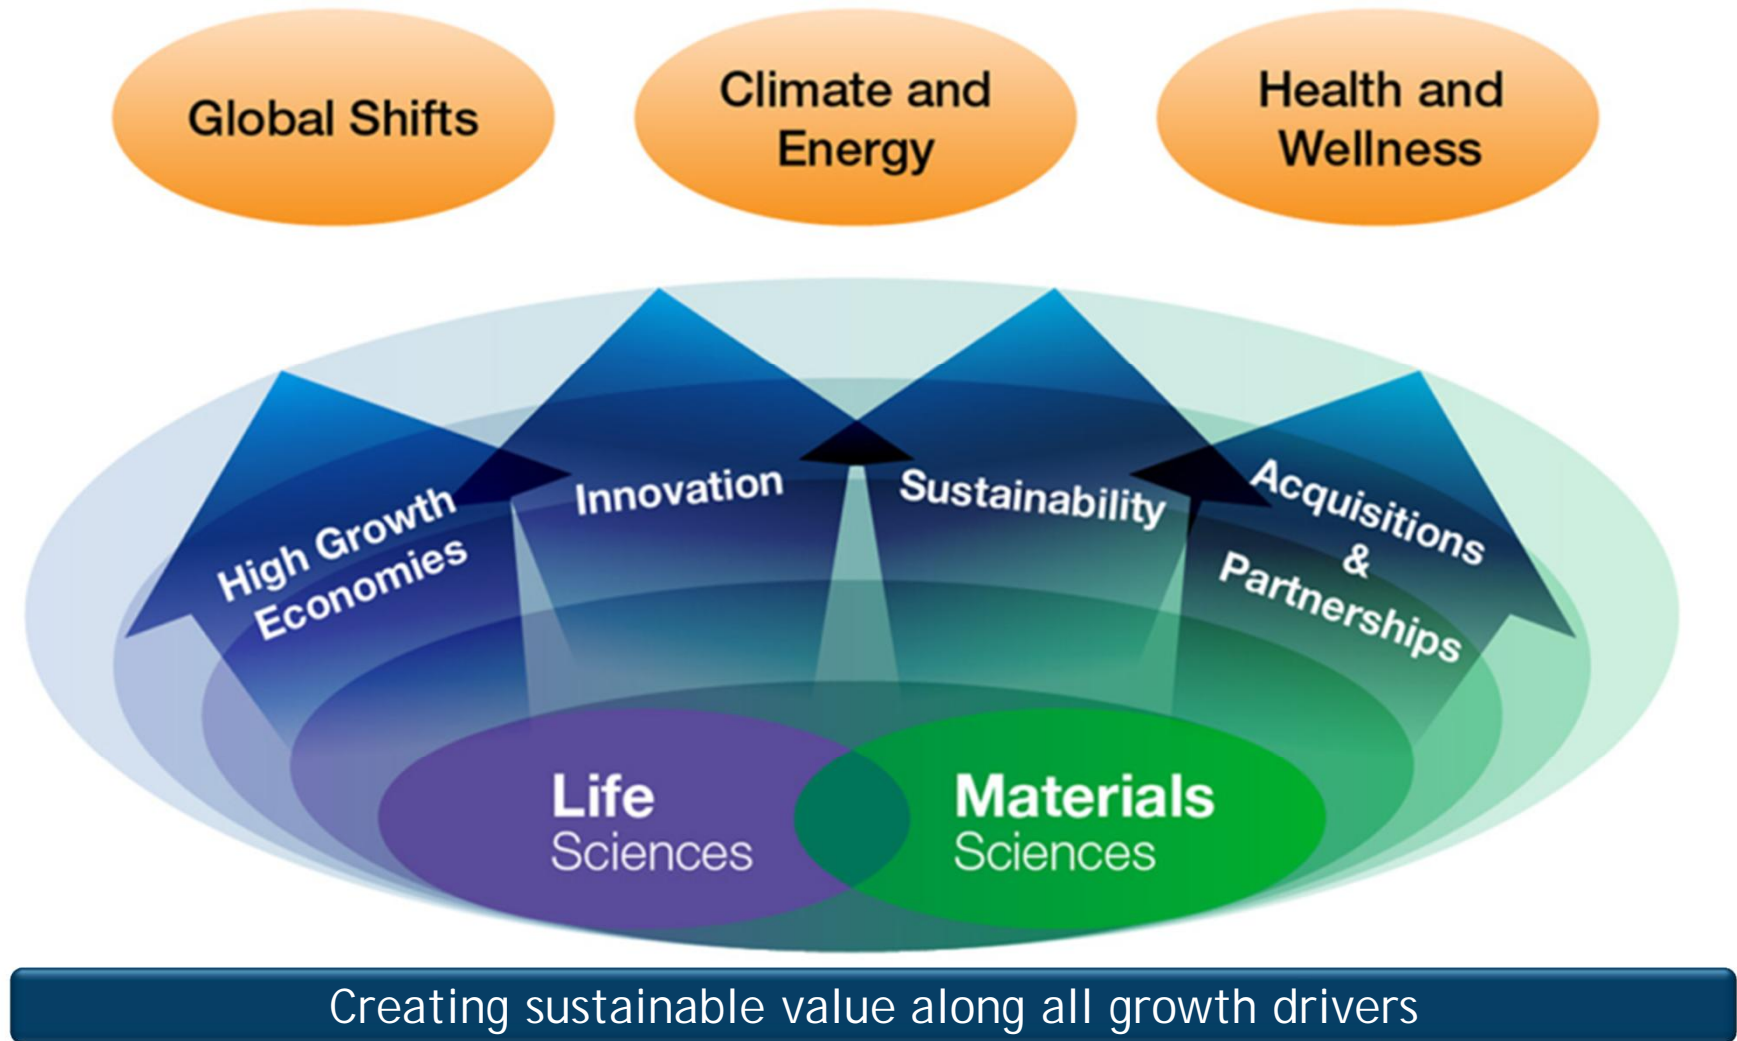 Global Shifts
Climate and
Energy
Health and
Wellness
High Growth
Economies
Innovation
Sustainability
Acquisitions
&
Partnerships
Life
Sciences
Materials
Sciences
Creating sustainable value along all growth drivers